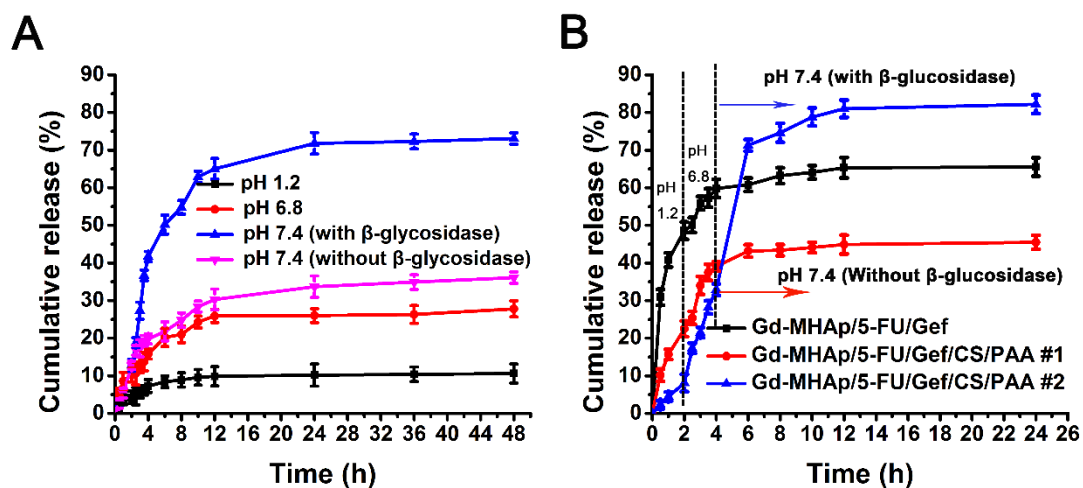 A
Cumulative release (%)
90
80
70
60
50
40
30
20
10
0
pH 1.2
pH 6.8
pH 7.4 (with β-glycosidase)
pH 7.4 (without β-glycosidase)
0 4 8 12 16 20 24 28 32 36 40 44 48
Time (h)
B
Cumulative release (%)
90
80
70
60
50
40
30
20
10
0
pH 7.4 (with β-glucosidase)
pH
6.8
pH
1.2
pH 7.4 (Without β-glucosidase)
Gd-MHAp/5-FU/Gef
Gd-MHAp/5-FU/Gef/CS/PAA #1
Gd-MHAp/5-FU/Gef/CS/PAA #2
0 2 4 6 8 10 12 14 16 18 20 22 24 26
Time (h)